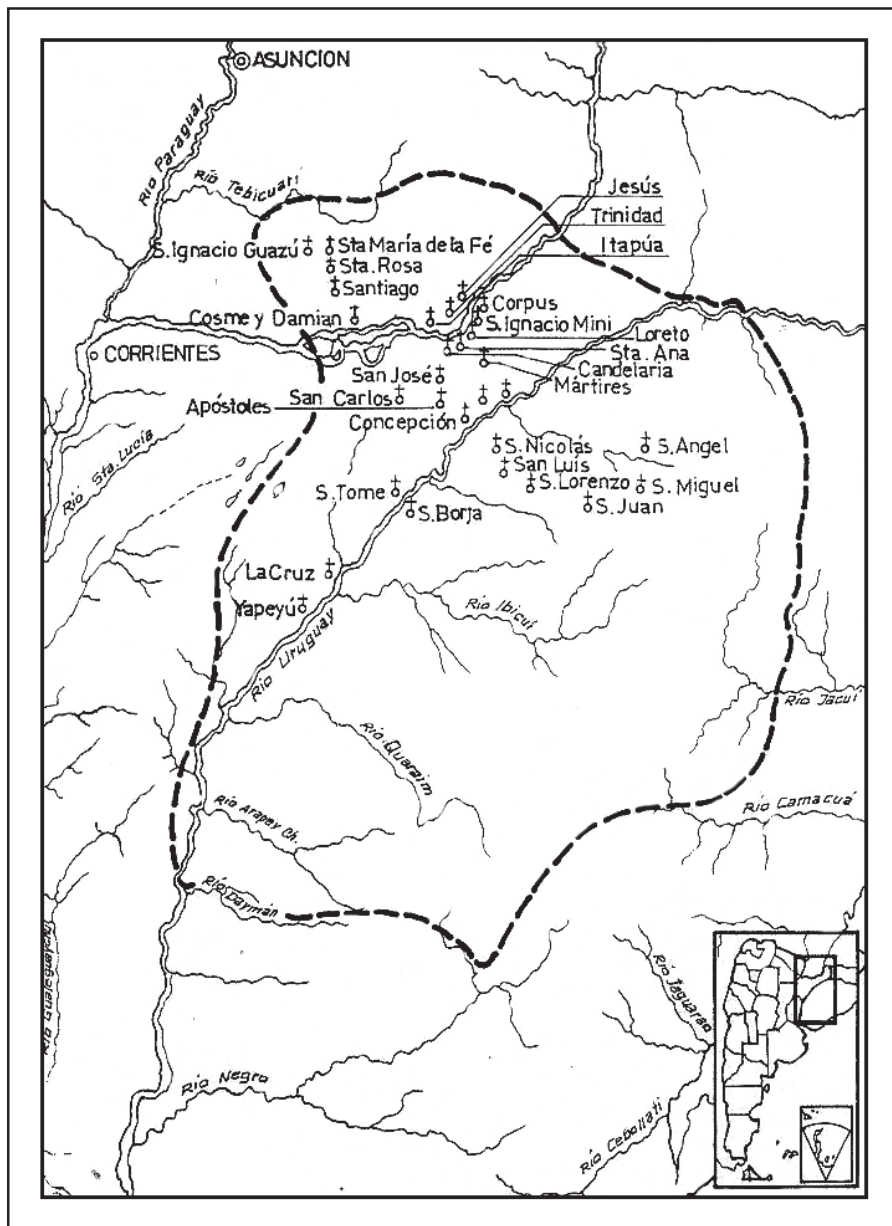 ASUNCION
Río Paraguay
Río Tebicuarí
Jesús
Trinidad
Itapúa
S. Ignacio Guazú
Sta María de la Fé
Sta. Rosa
Santiago
Cosme y Damian
Corpus
S. Ignacio Mini
Loreto
Sta. Ana
Candelaria
Mártires
CORRIENTES
San José
San Carlos
Apóstoles
Concepción
Río Sta. Lucía
S. Nicolás
S. Angel
San Luís
S. Lorenzo
S. Miguel
S. Juan
S. Tome
S. Borja
La Cruz
Yapeyú
Río Ibicuí
Río Uruguay
Río Jacuí
Río Quaraim
Río Camacuá
Río Arapey Ch.
Río Daymán
Río Jaguarao
Río Negro
Río Cebollatí